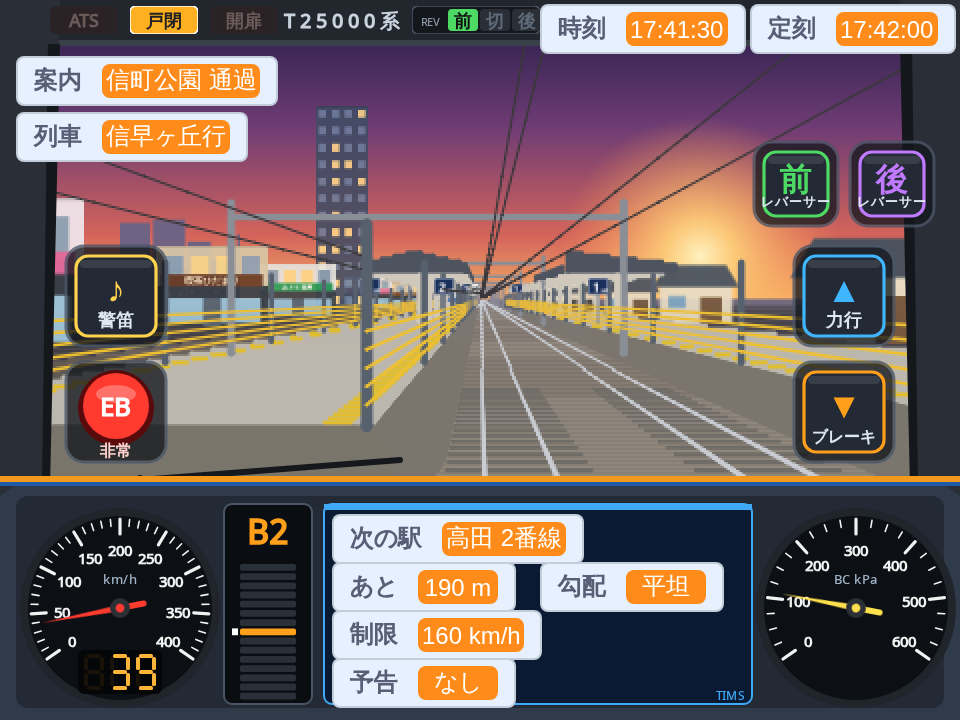 ATS 戸閉 開扉 T25000系 REV 前 切 後 時刻 17:41:30 定刻 17:42:00
案内 信町公園 通過
列車 信早ヶ丘行
前 レバーサー
後 レバーサー
♪ 警笛
▲ 力行
EB 非常
▼ ブレーキ
2
1
0 50 100 150 200 250 300 350 400
km/h
39
B2
次の駅 高田 2番線
あと 190 m 勾配 平坦
制限 160 km/h
予告 なし
TIMS
0 100 200 300 400 500 600
BC kPa